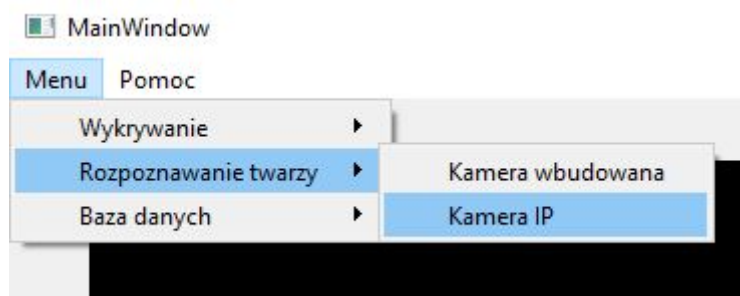 MainWindow
Menu Pomoc
Wykrywanie
Rozpoznawanie twarzy
Baza danych
Kamera wbudowana
Kamera IP